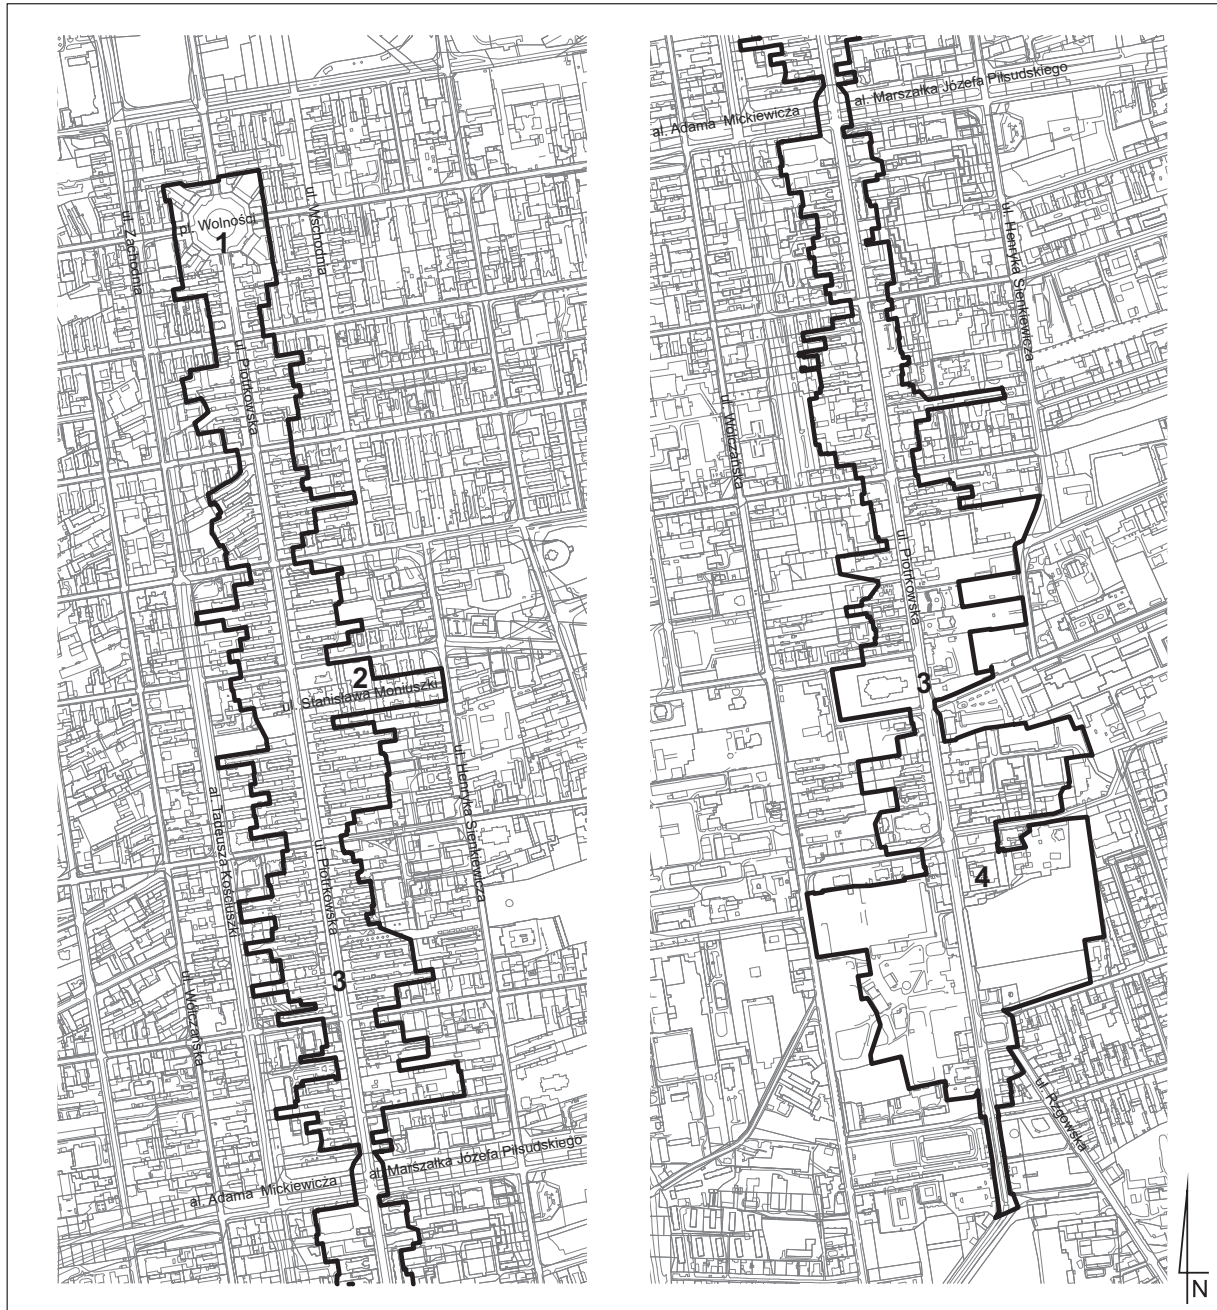 pl. Wolności
1
ul. Zachodnia
ul. Wschodnia
ul. Piotrkowska
2
ul. Stanisława Moniuszki
ul. Henryka Sienkiewicza
al. Tadeusza Kościuszki
ul. Piotrkowska
3
ul. Wólczańska
al. Marszałka Józefa Piłsudskiego
al. Adama Mickiewicza
al. Marszałka Józefa Piłsudskiego
al. Adama Mickiewicza
ul. Henryka Sienkiewicza
ul. Wólczańska
ul. Piotrkowska
3
4
ul. Rzgowska
N